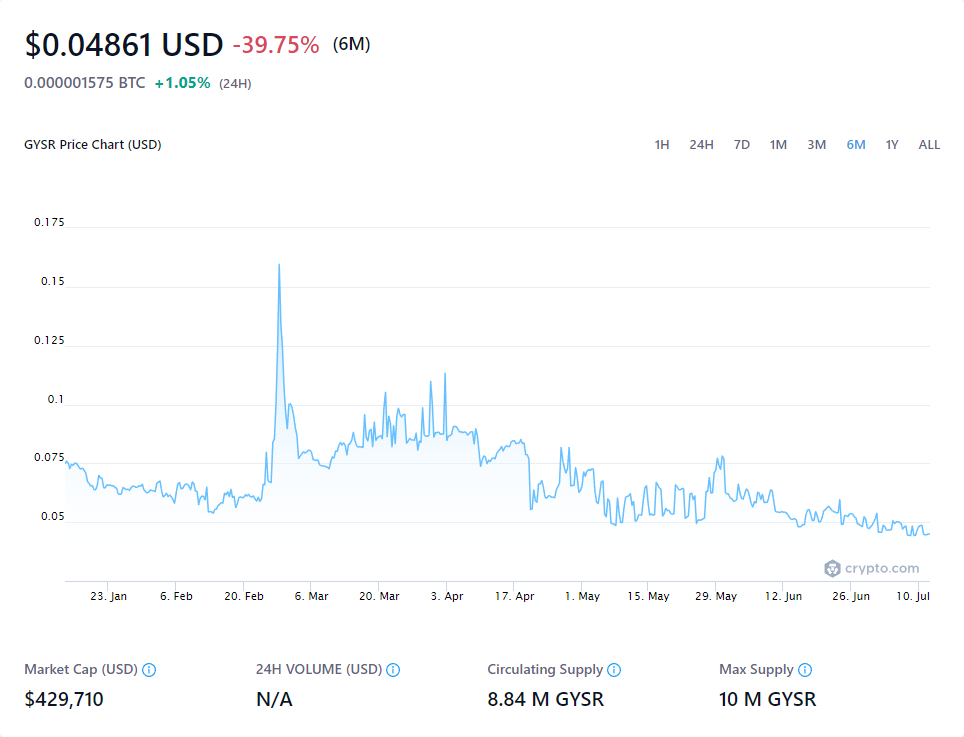 $0.04861 USD -39.75% (6M)
0.000001575 BTC +1.05% (24H)
GYSR Price Chart (USD) 1H 24H 7D 1M 3M 6M 1Y ALL
0.175
0.15
0.125
0.1
0.075
0.05
crypto.com
23. Jan 6. Feb 20. Feb 6. Mar 20. Mar 3. Apr 17. Apr 1. May 15. May 29. May 12. Jun 26. Jun 10. Jul
Market Cap (USD) 24H VOLUME (USD) Circulating Supply Max Supply
$429,710 N/A 8.84 M GYSR 10 M GYSR